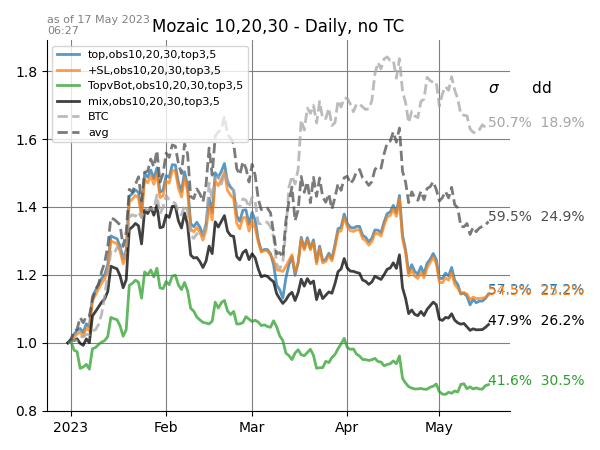 as of 17 May 2023
06:27
Mozaic 10,20,30 - Daily, no TC
top,obs10,20,30,top3,5
+SL,obs10,20,30,top3,5
TopvBot,obs10,20,30,top3,5
mix,obs10,20,30,top3,5
BTC
avg
σ dd
50.7% 18.9%
59.5% 24.9%
47.9% 26.2%
41.6% 30.5%
1.8
1.6
1.4
1.2
1.0
0.8
2023 Feb Mar Apr May